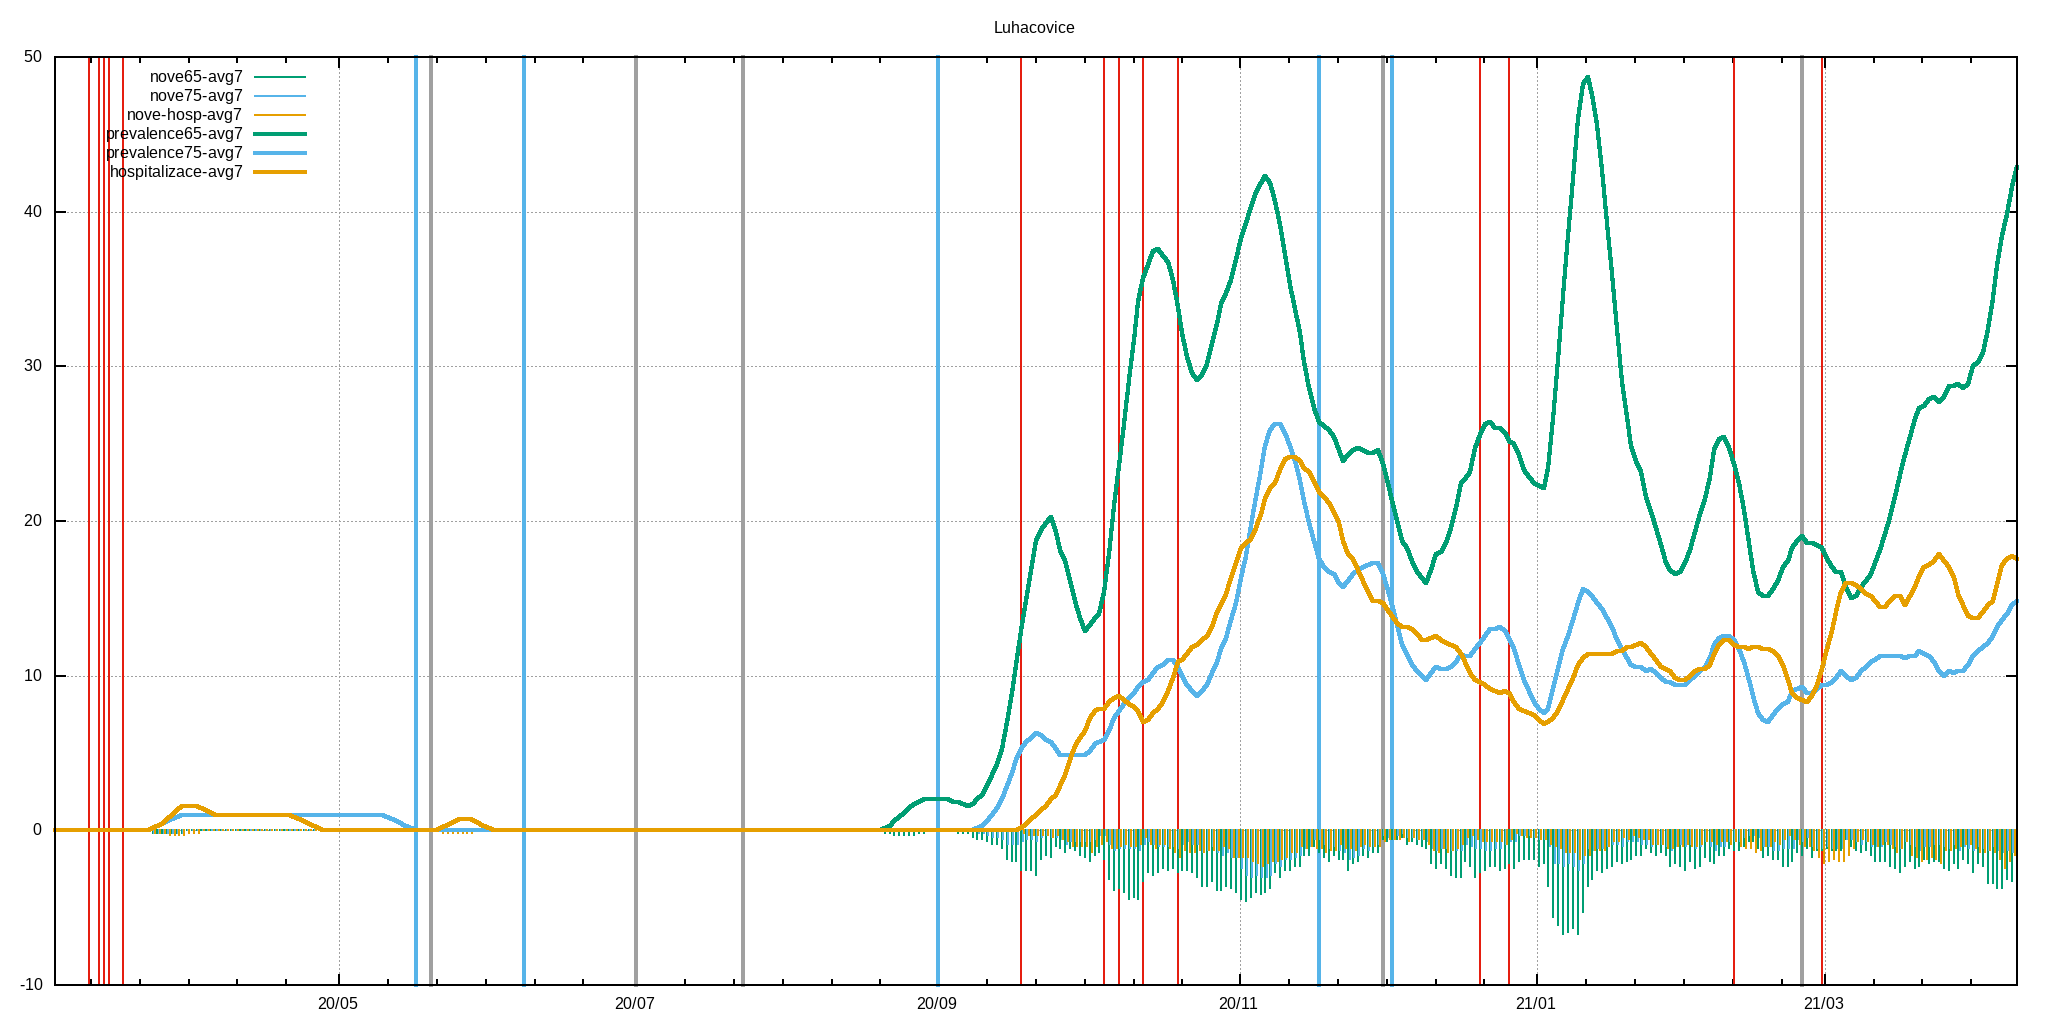 Luhacovice
50
40
30
20
10
0
-10
nove65-avg7
nove75-avg7
nove-hosp-avg7
prevalence65-avg7
prevalence75-avg7
hospitalizace-avg7
20/05
20/07
20/09
20/11
21/01
21/03